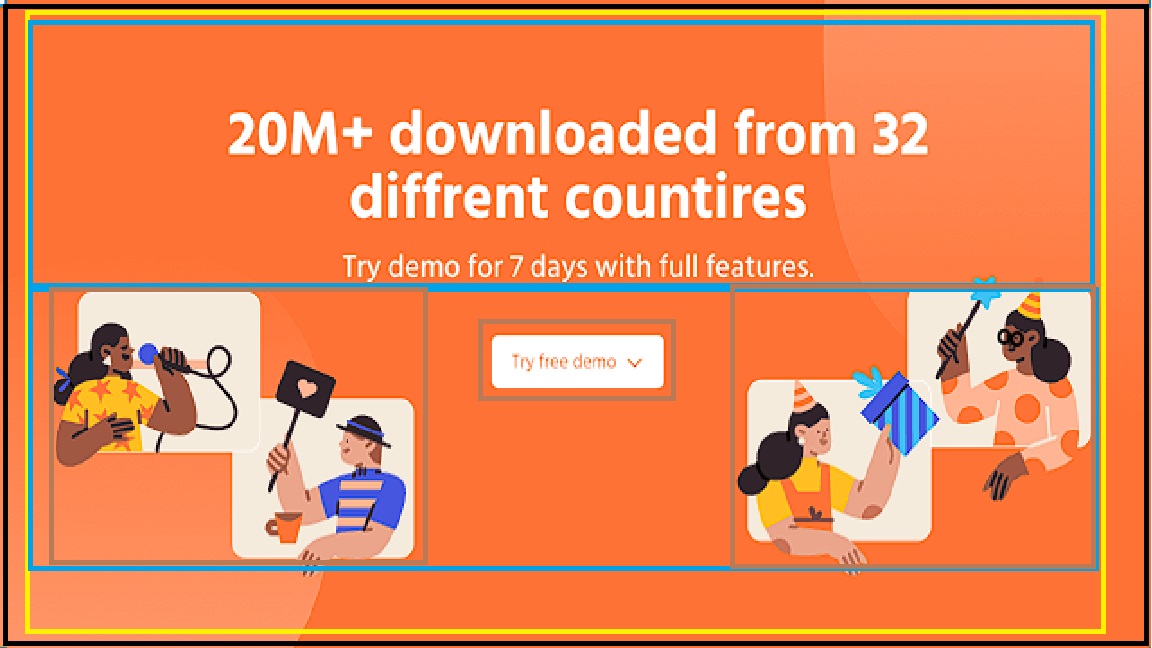 20M+ downloaded from 32
diffrent countires
Try demo for 7 days with full features.
Try free demo